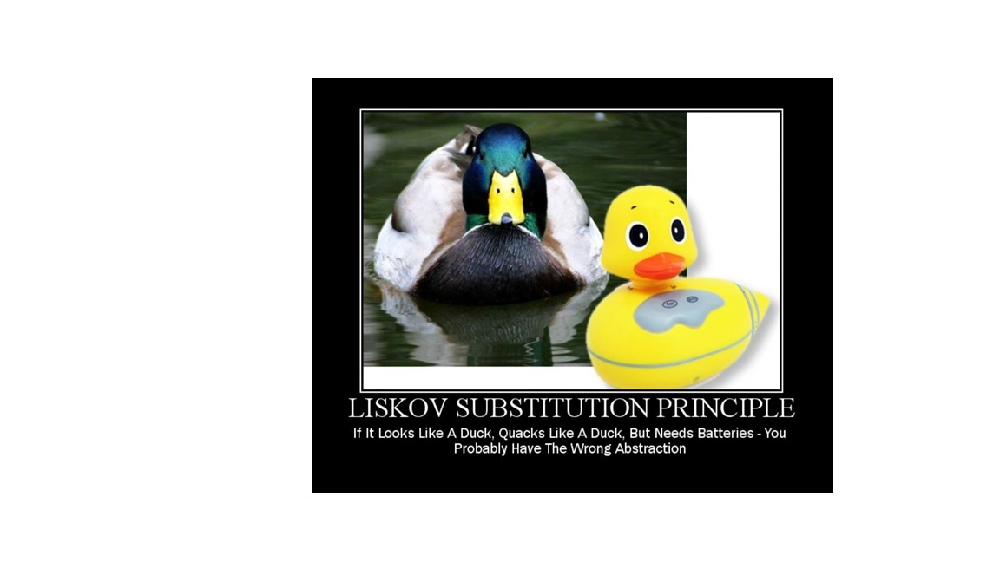 LISKOV SUBSTITUTION PRINCIPLE
If It Looks Like A Duck, Quacks Like A Duck, But Needs Batteries - You
Probably Have The Wrong Abstraction